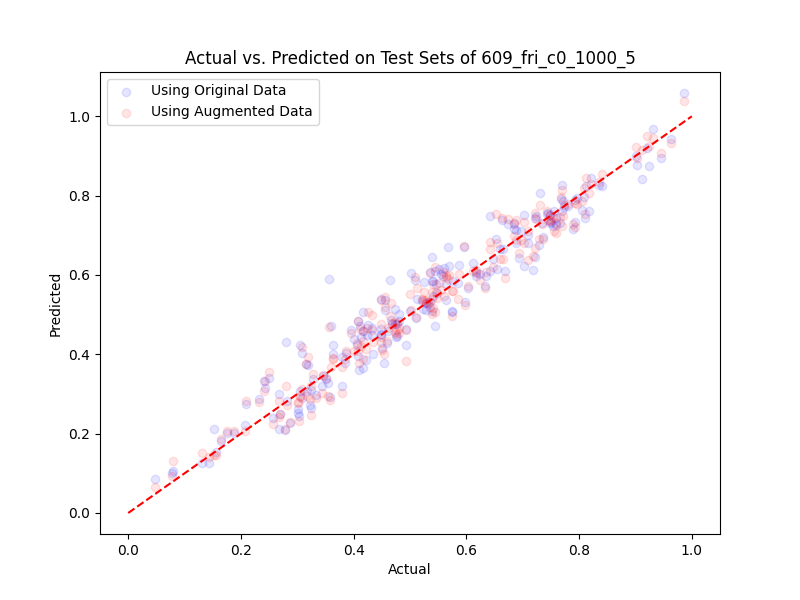 Actual vs. Predicted on Test Sets of 609_fri_c0_1000_5
Using Original Data
Using Augmented Data
1.0
0.8
0.6
0.4
0.2
0.0
Predicted
0.0 0.2 0.4 0.6 0.8 1.0
Actual